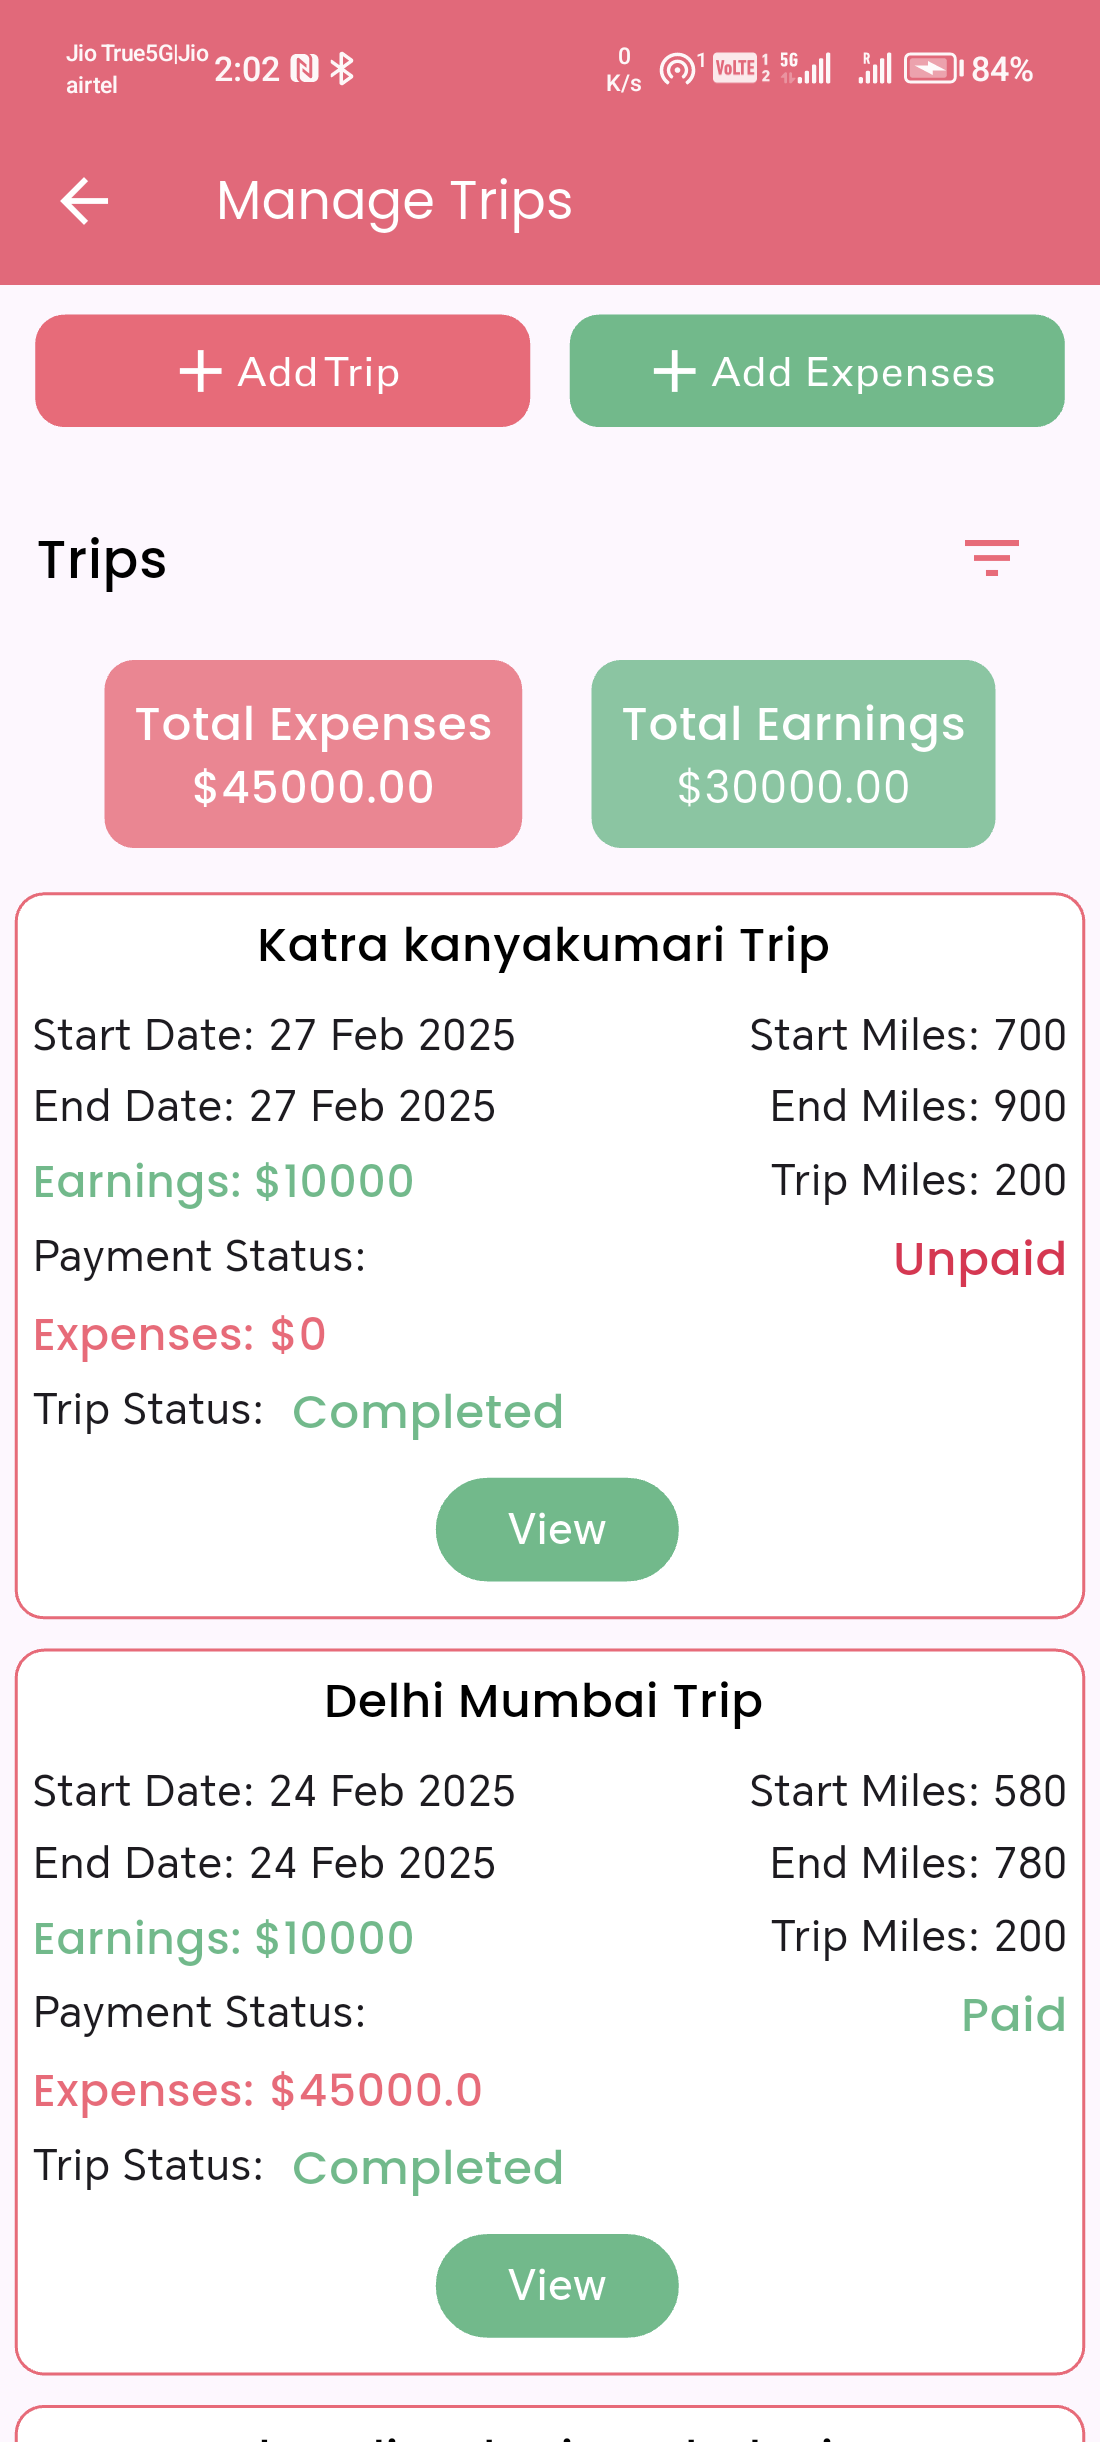 Jio True5G|Jio
airtel
2:02
0
K/s
1
VoLTE
1
2
5G
R
84%
Manage Trips
Add Trip
Add Expenses
Trips
Total Expenses
$45000.00
Total Earnings
$30000.00
Katra kanyakumari Trip
Start Date: 27 Feb 2025
Start Miles: 700
End Date: 27 Feb 2025
End Miles: 900
Earnings: $10000
Trip Miles: 200
Payment Status:
Unpaid
Expenses: $0
Trip Status: Completed
View
Delhi Mumbai Trip
Start Date: 24 Feb 2025
Start Miles: 580
End Date: 24 Feb 2025
End Miles: 780
Earnings: $10000
Trip Miles: 200
Payment Status:
Paid
Expenses: $45000.0
Trip Status: Completed
View